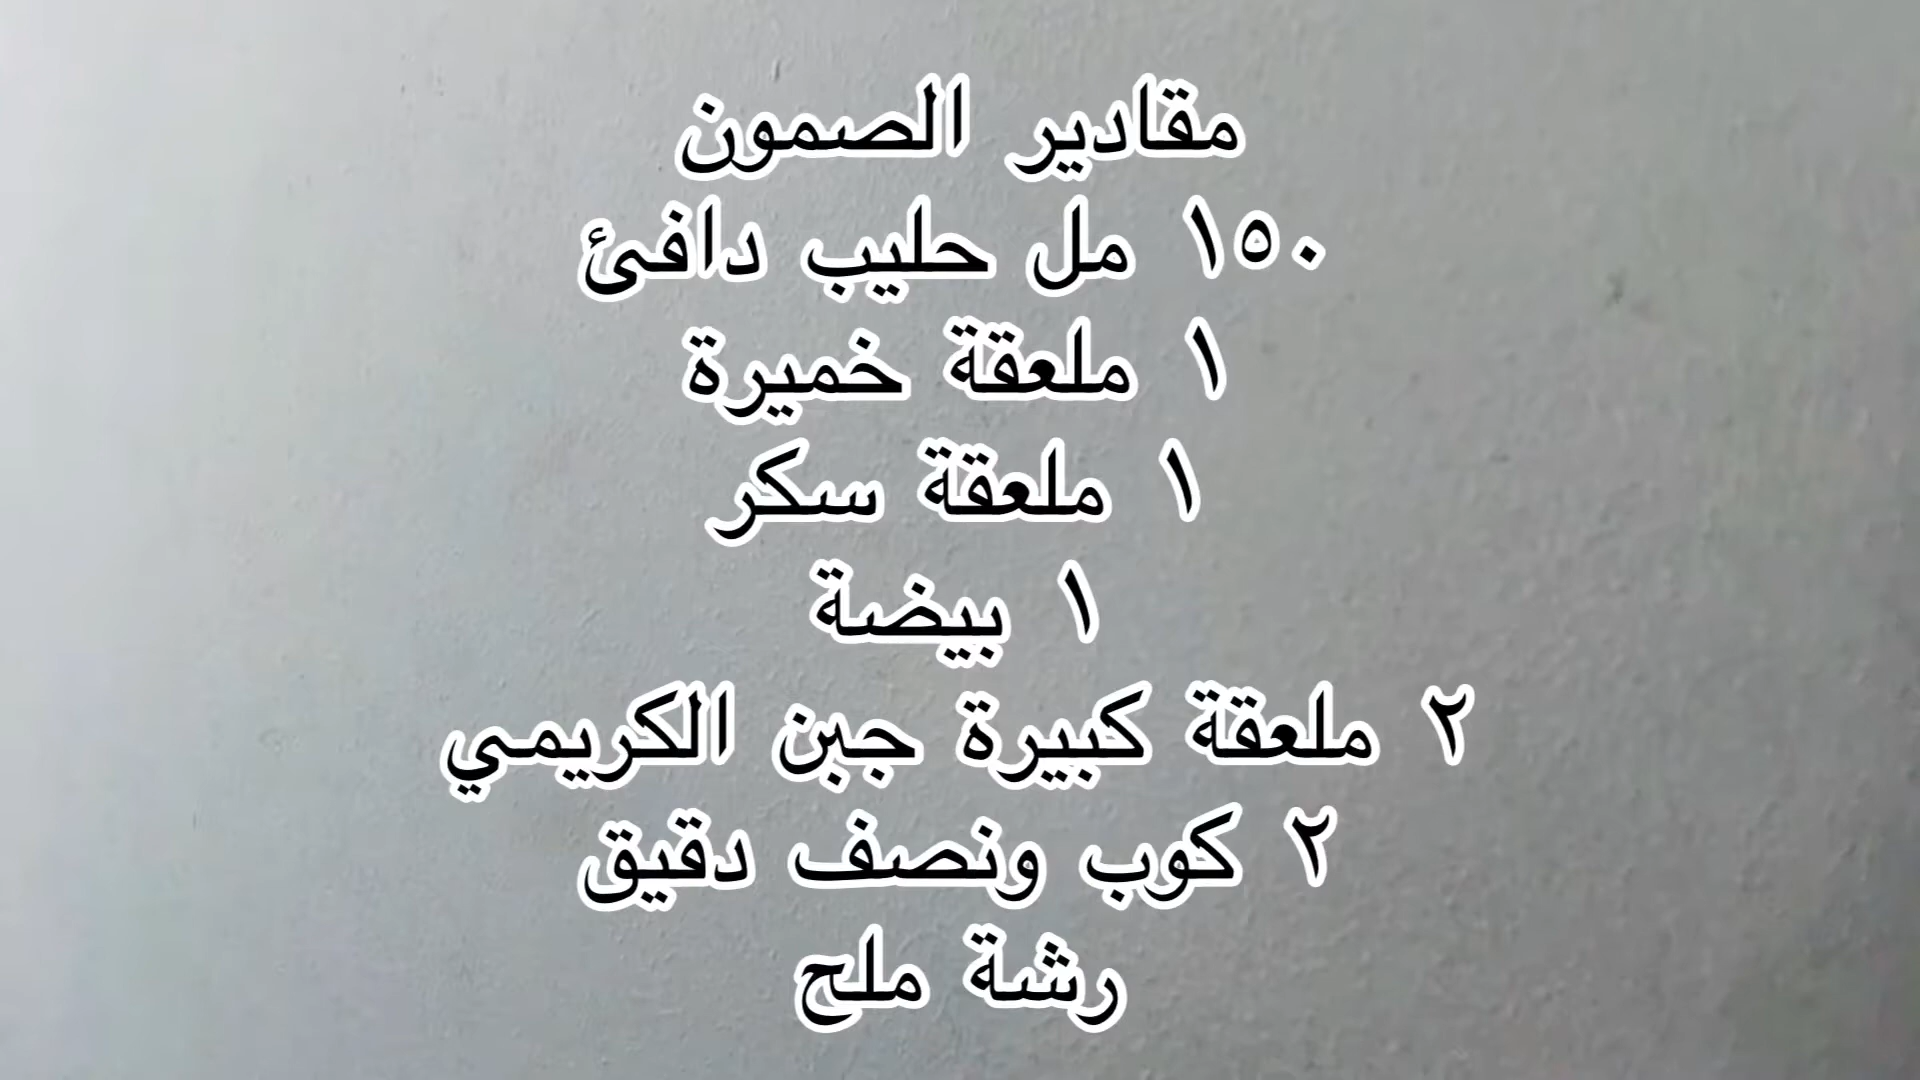 مقادير الصمون
١٥٠ مل حليب دافئ
١ ملعقة خميرة
١ ملعقة سكر
١ بيضة
٢ ملعقة كبيرة جبن الكريمي
٢ كوب ونصف دقيق
رشة ملح